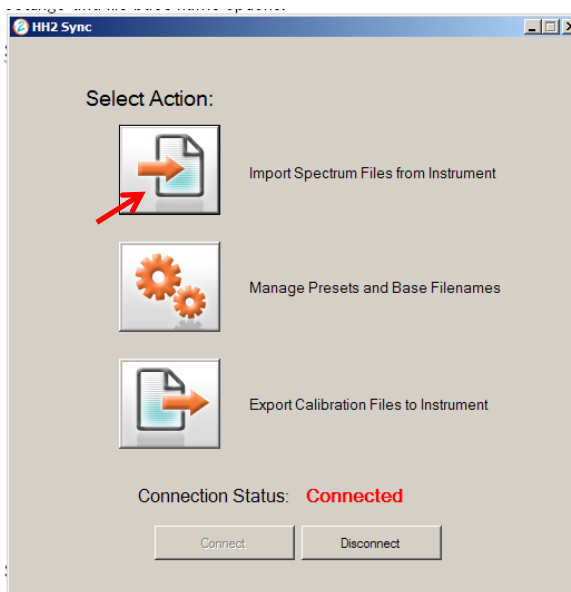 HH2 Sync
Select Action:
Import Spectrum Files from Instrument
Manage Presets and Base Filenames
Export Calibration Files to Instrument
Connection Status: Connected
Connect Disconnect